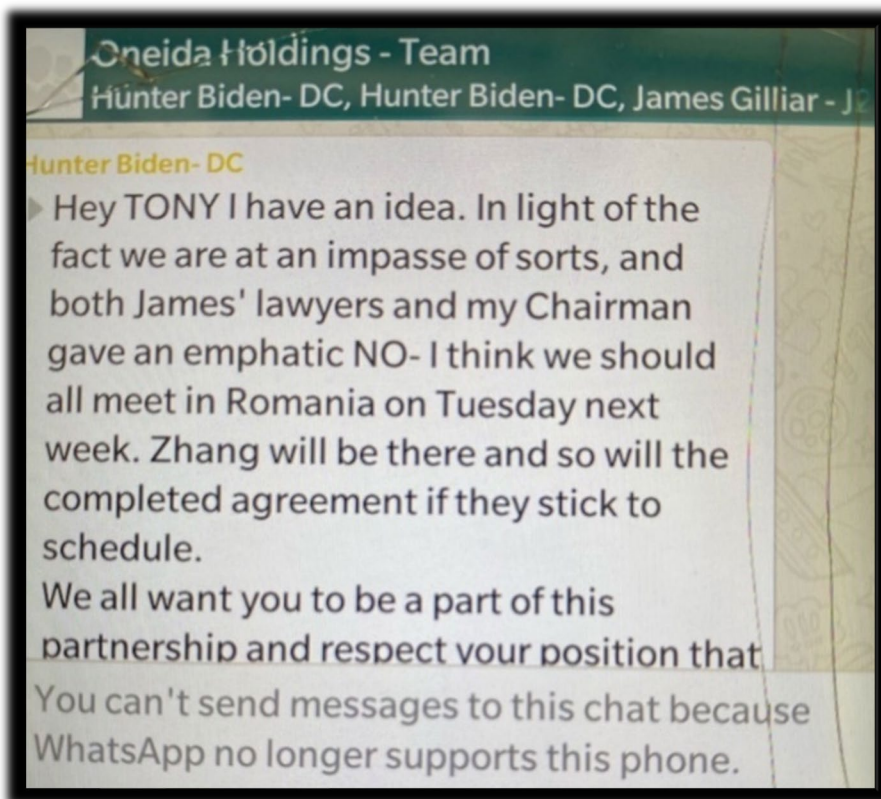 Oneida Holdings - Team
Hunter Biden- DC, Hunter Biden- DC, James Gilliar - J2
Hunter Biden- DC
Hey TONY I have an idea. In light of the
fact we are at an impasse of sorts, and
both James' lawyers and my Chairman
gave an emphatic NO- I think we should
all meet in Romania on Tuesday next
week. Zhang will be there and so will the
completed agreement if they stick to
schedule.
We all want you to be a part of this
partnership and respect your position that
You can't send messages to this chat because
WhatsApp no longer supports this phone.